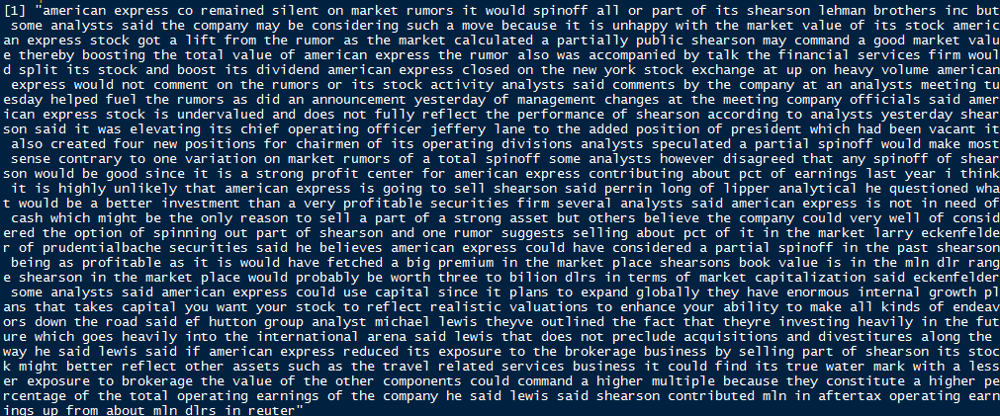 [1] "american express co remained silent on market rumors it would spinoff all or part of its shearson lehman brothers inc but
 some analysts said the company may be considering such a move because it is unhappy with the market value of its stock americ
an express stock got a lift from the rumor as the market calculated a partially public shearson may command a good market valu
e thereby boosting the total value of american express the rumor also was accompanied by talk the financial services firm woul
d split its stock and boost its dividend american express closed on the new york stock exchange at up on heavy volume american
 express would not comment on the rumors or its stock activity analysts said comments by the company at an analysts meeting tu
esday helped fuel the rumors as did an announcement yesterday of management changes at the meeting company officials said amer
ican express stock is undervalued and does not fully reflect the performance of shearson according to analysts yesterday shear
son said it was elevating its chief operating officer jeffery lane to the added position of president which had been vacant it
 also created four new positions for chairmen of its operating divisions analysts speculated a partial spinoff would make most
 sense contrary to one variation on market rumors of a total spinoff some analysts however disagreed that any spinoff of shear
son would be good since it is a strong profit center for american express contributing about pct of earnings last year i think
 it is highly unlikely that american express is going to sell shearson said perrin long of lipper analytical he questioned wha
t would be a better investment than a very profitable securities firm several analysts said american express is not in need of
 cash which might be the only reason to sell a part of a strong asset but others believe the company could very well of consid
ered the option of spinning out part of shearson and one rumor suggests selling about pct of it in the market larry eckenfelde
r of prudentialbache securities said he believes american express could have considered a partial spinoff in the past shearson
 being as profitable as it is would have fetched a big premium in the market place shearsons book value is in the mln dlr rang
e shearson in the market place would probably be worth three to bilion dlrs in terms of market capitalization said eckenfelder
 some analysts said american express could use capital since it plans to expand globally they have enormous internal growth pl
ans that takes capital you want your stock to reflect realistic valuations to enhance your ability to make all kinds of endeav
ors down the road said ef hutton group analyst michael lewis theyve outlined the fact that theyre investing heavily in the fut
ure which goes heavily into the international arena said lewis that does not preclude acquisitions and divestitures along the
way he said lewis said if american express reduced its exposure to the brokerage business by selling part of shearson its stoc
k might better reflect other assets such as the travel related services business it could find its true water mark with a less
er exposure to brokerage the value of the other components could command a higher multiple because they constitute a higher pe
rcentage of the total operating earnings of the company he said lewis said shearson contributed mln in aftertax operating earn
ings up from about mln dlrs in reuter"